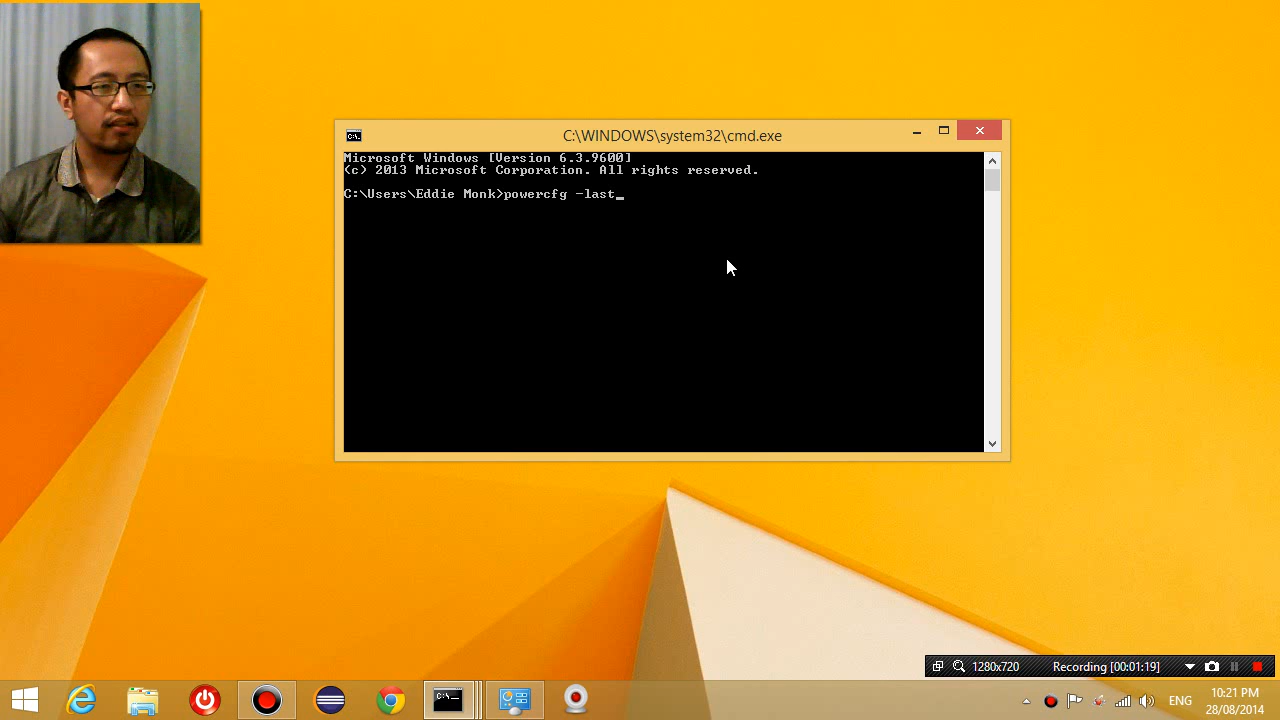 C:\WINDOWS\system32\cmd.exe
Microsoft Windows [Version 6.3.9600]
(c) 2013 Microsoft Corporation. All rights reserved.
C:\Users\Eddie Monk>powercfg -last_
1280x720 Recording [00:01:19]
ENG
10:21 PM
28/08/2014